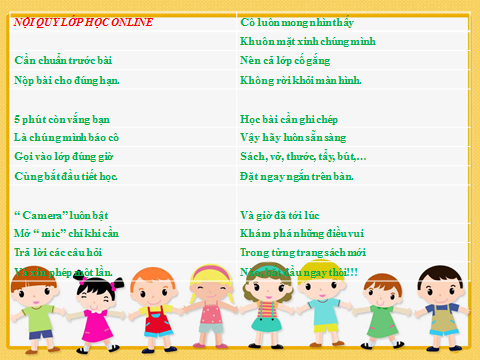 NỘI QUY LỚP HỌC ONLINE
Cần chuẩn trước bài
Nộp bài cho đúng hạn.
5 phút còn vắng bạn
Là chúng mình báo cô
Gọi vào lớp đúng giờ
Cùng bắt đầu tiết học.
“ Camera” luôn bật
Mở “ mic” chỉ khi cần
Trả lời các câu hỏi
Và xin phép một lần.
Cô luôn mong nhìn thấy
Khuôn mặt xinh chúng mình
Nên cả lớp cố gắng
Không rời khỏi màn hình.
Học bài cần ghi chép
Vậy hãy luôn sẵn sàng
Sách, vở, thước, tẩy, bút,...
Đặt ngay ngắn trên bàn.
Và giờ đã tới lúc
Khám phá những điều vui
Trong từng trang sách mới
Nào, bắt đầu ngay thôi!!!